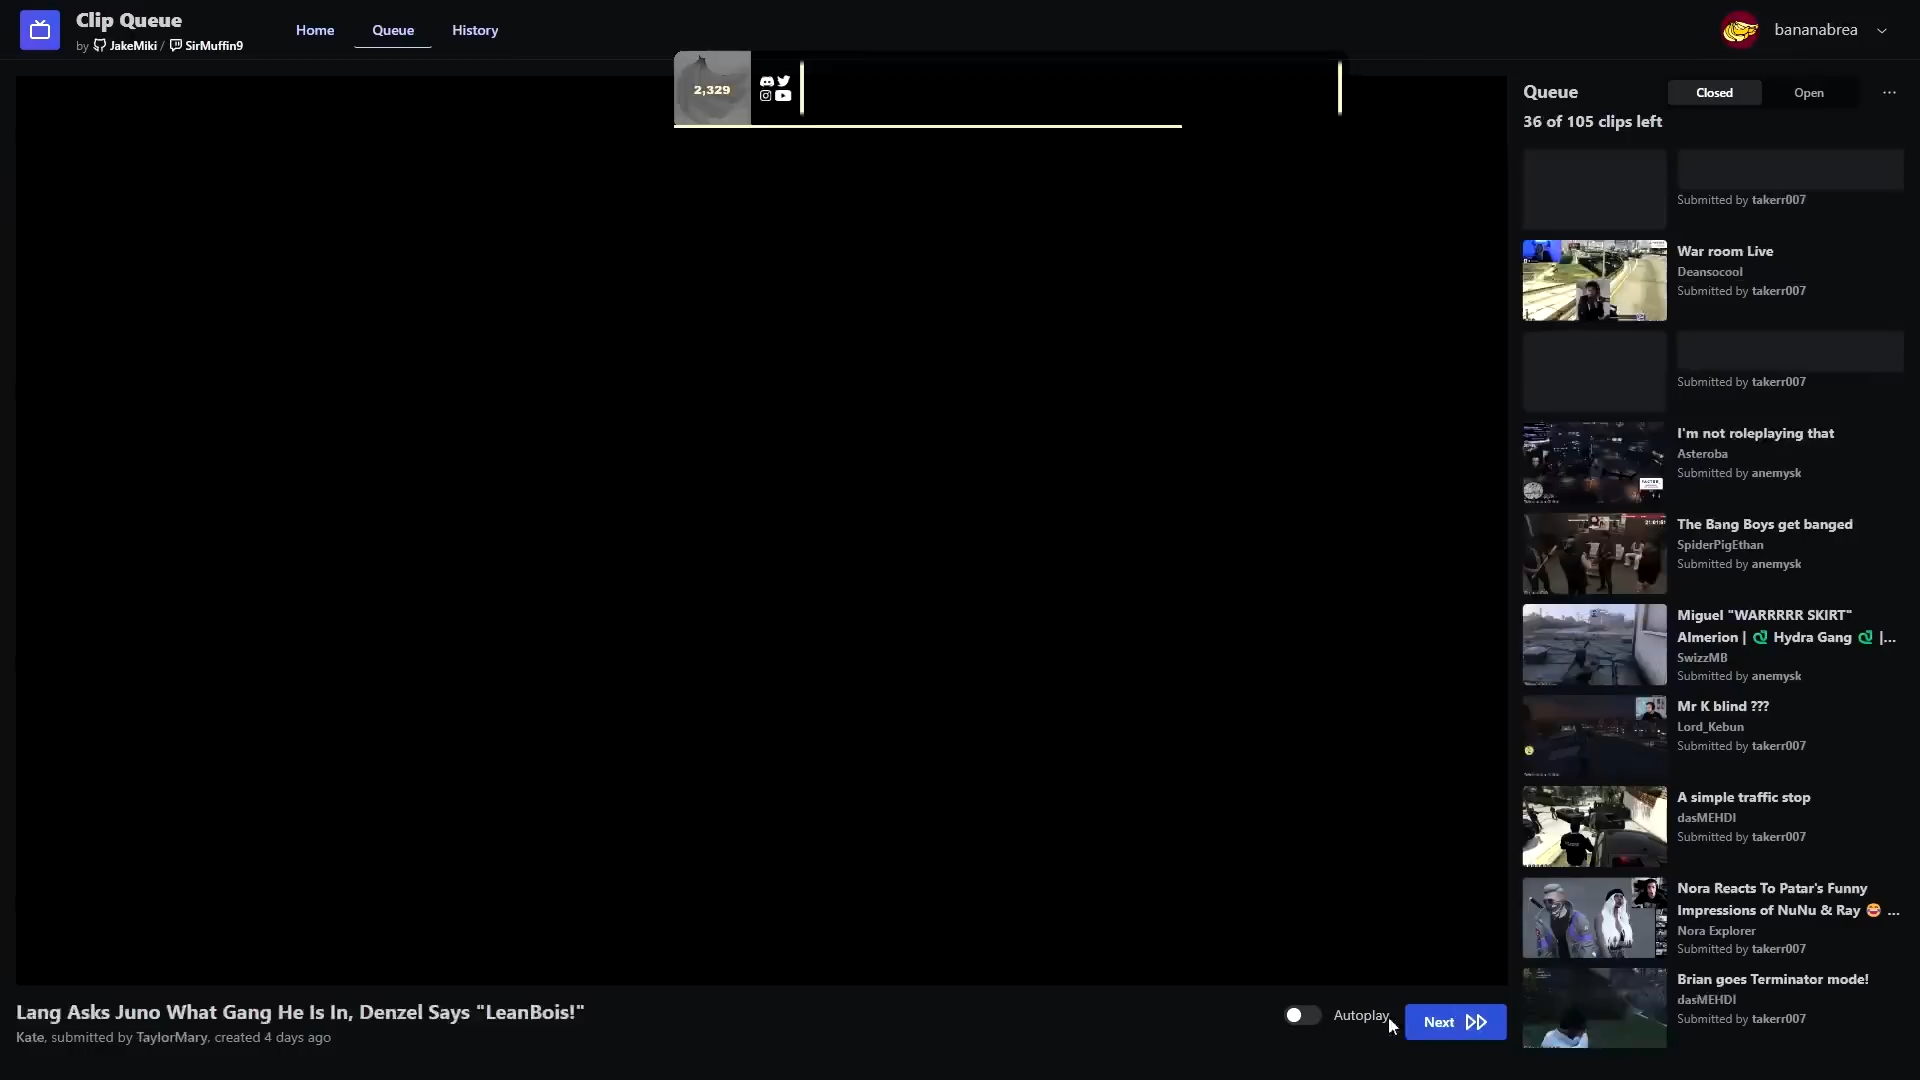 Clip Queue
by JakeMiki / SirMuffin9
Home
Queue
History
bananabrea
2,329
Queue
Closed
Open
36 of 105 clips left
Submitted by takerr007
War room Live
Deansocool
Submitted by takerr007
Submitted by takerr007
I'm not roleplaying that
Asteroba
Submitted by anemysk
The Bang Boys get banged
SpiderPigEthan
Submitted by anemysk
Miguel "WARRRRR SKIRT"
Almerion | Hydra Gang |...
SwizzMB
Submitted by anemysk
Mr K blind ???
Lord_Kebun
Submitted by takerr007
A simple traffic stop
dasMEHDI
Submitted by takerr007
Nora Reacts To Patar's Funny
Impressions of NuNu & Ray 😂 ...
Nora Explorer
Submitted by takerr007
Brian goes Terminator mode!
dasMEHDI
Submitted by takerr007
Lang Asks Juno What Gang He Is In, Denzel Says "LeanBois!"
Kate, submitted by TaylorMary, created 4 days ago
Autoplay
Next